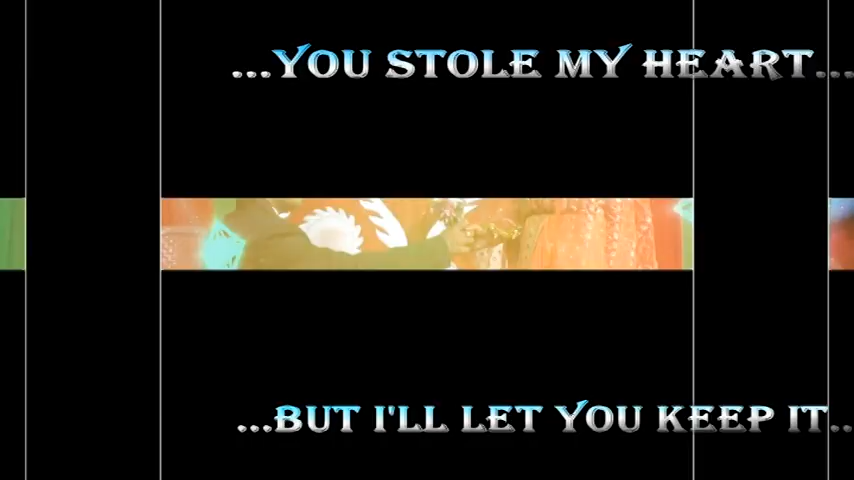 ...YOU STOLE MY HEART...
...BUT I'LL LET YOU KEEP IT..